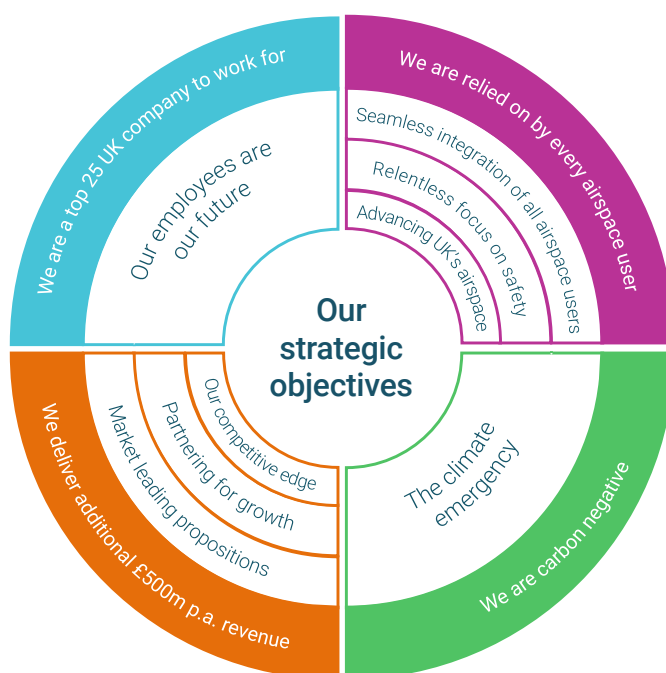 We are a top 25 UK company to work for
Our employees are
our future
We are relied on by every airspace user
Seamless integration of all airspace users
Relentless focus on safety
Advancing UK's airspace
Our
strategic
objectives
Our competitive edge
Partnering for growth
Market leading propositions
We deliver additional £500m p.a. revenue
The climate
emergency
We are carbon negative